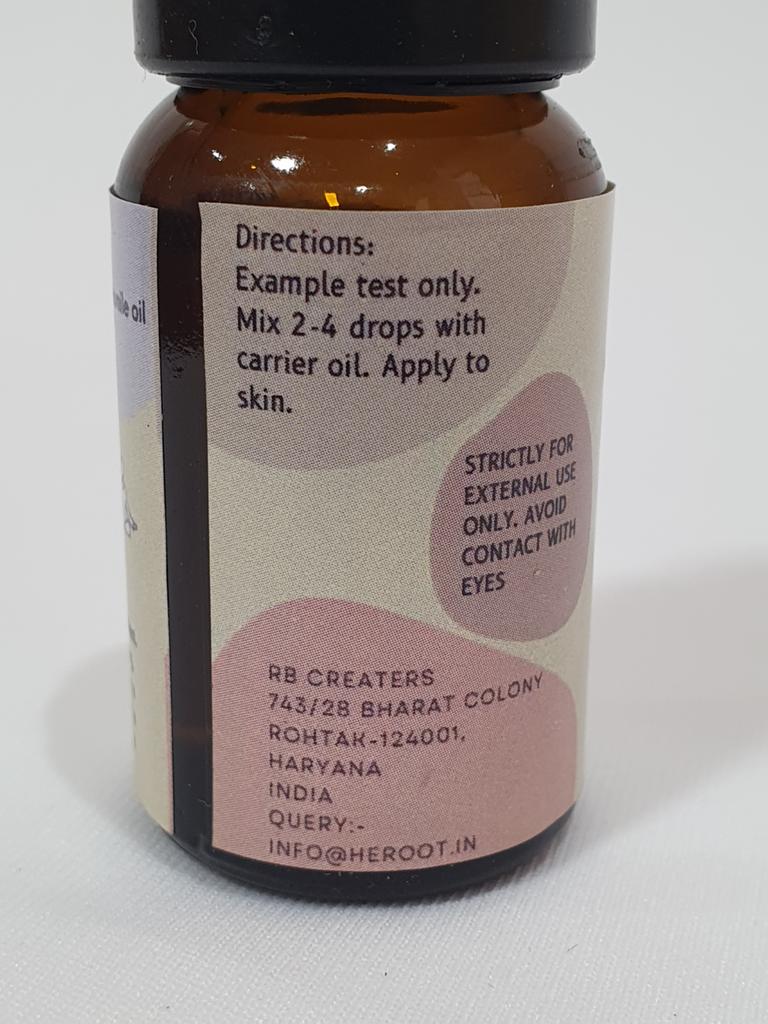 oil
Directions:
Example test only.
Mix 2-4 drops with
carrier oil. Apply to
skin.
STRICTLY FOR
EXTERNAL USE
ONLY. AVOID
CONTACT WITH
EYES
RB CREATERS
743/28 BHARAT COLONY
ROHTAK-124001,
HARYANA
INDIA
QUERY:-
INFO@HEROOT.IN